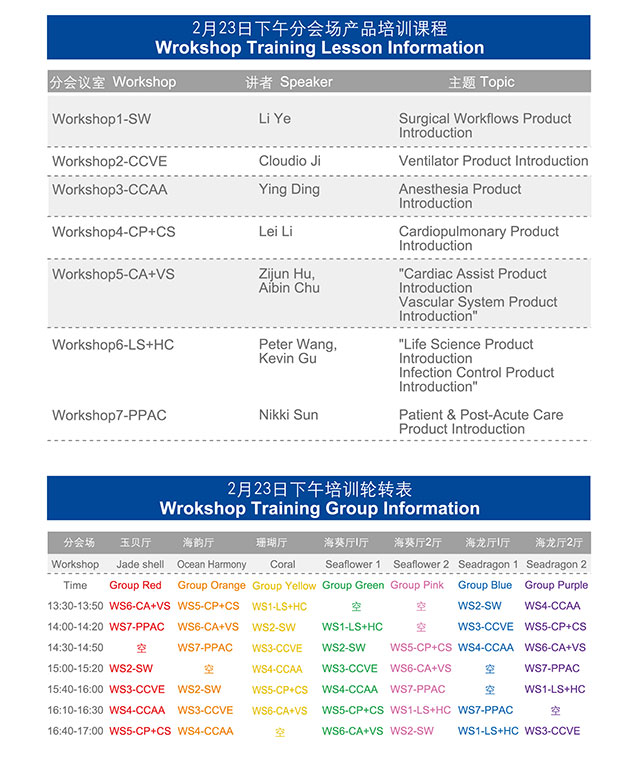 2月23日下午分会场产品培训课程
Wrokshop Training Lesson Information
分会议室 Workshop 讲者 Speaker 主题 Topic
Workshop1-SW Li Ye Surgical Workflows Product
Introduction
Workshop2-CCVE Cloudio Ji Ventilator Product Introduction
Workshop3-CCAA Ying Ding Anesthesia Product
Introduction
Workshop4-CP+CS Lei Li Cardiopulmonary Product
Introduction
Workshop5-CA+VS Zijun Hu, "Cardiac Assist Product
Aibin Chu Introduction
Vascular System Product
Introduction"
Workshop6-LS+HC Peter Wang, "Life Science Product
Kevin Gu Introduction
Infection Control Product
Introduction"
Workshop7-PPAC Nikki Sun Patient & Post-Acute Care
Product Introduction
2月23日下午培训轮转表
Wrokshop Training Group Information
分会场 玉贝厅 海韵厅 珊瑚厅 海葵厅I厅 海葵厅2厅 海龙厅I厅 海龙厅2厅
Workshop Jade shell Ocean Harmony Coral Seaflower 1 Seaflower 2 Seadragon 1 Seadragon 2
Time Group Red Group Orange Group Yellow Group Green Group Pink Group Blue Group Purple
13:30-13:50 WS6-CA+VS WS5-CP+CS WS1-LS+HC 空 空 WS2-SW WS4-CCAA
14:00-14:20 WS7-PPAC WS6-CA+VS WS2-SW WS1-LS+HC 空 WS3-CCVE WS5-CP+CS
14:30-14:50 空 WS7-PPAC WS3-CCVE WS2-SW WS5-CP+CS WS4-CCAA WS6-CA+VS
15:00-15:20 WS2-SW 空 WS4-CCAA WS3-CCVE WS6-CA+VS 空 WS7-PPAC
15:40-16:00 WS3-CCVE WS2-SW WS5-CP+CS WS4-CCAA WS7-PPAC 空 WS1-LS+HC
16:10-16:30 WS4-CCAA WS3-CCVE WS6-CA+VS WS5-CP+CS WS1-LS+HC WS7-PPAC 空
16:40-17:00 WS5-CP+CS WS4-CCAA 空 WS6-CA+VS WS2-SW WS1-LS+HC WS3-CCVE